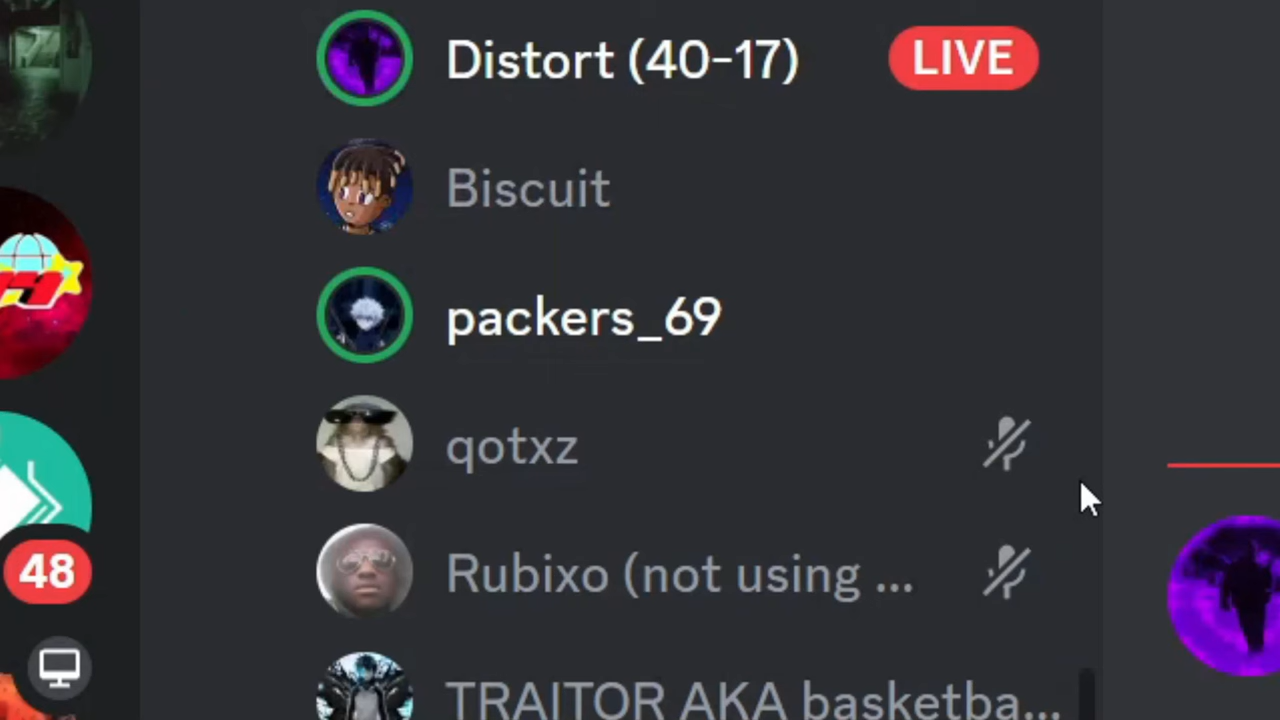 Distort (40-17) LIVE
Biscuit
packers_69
qotxz
Rubixo (not using ...
48
TRAITOR AKA basketba...